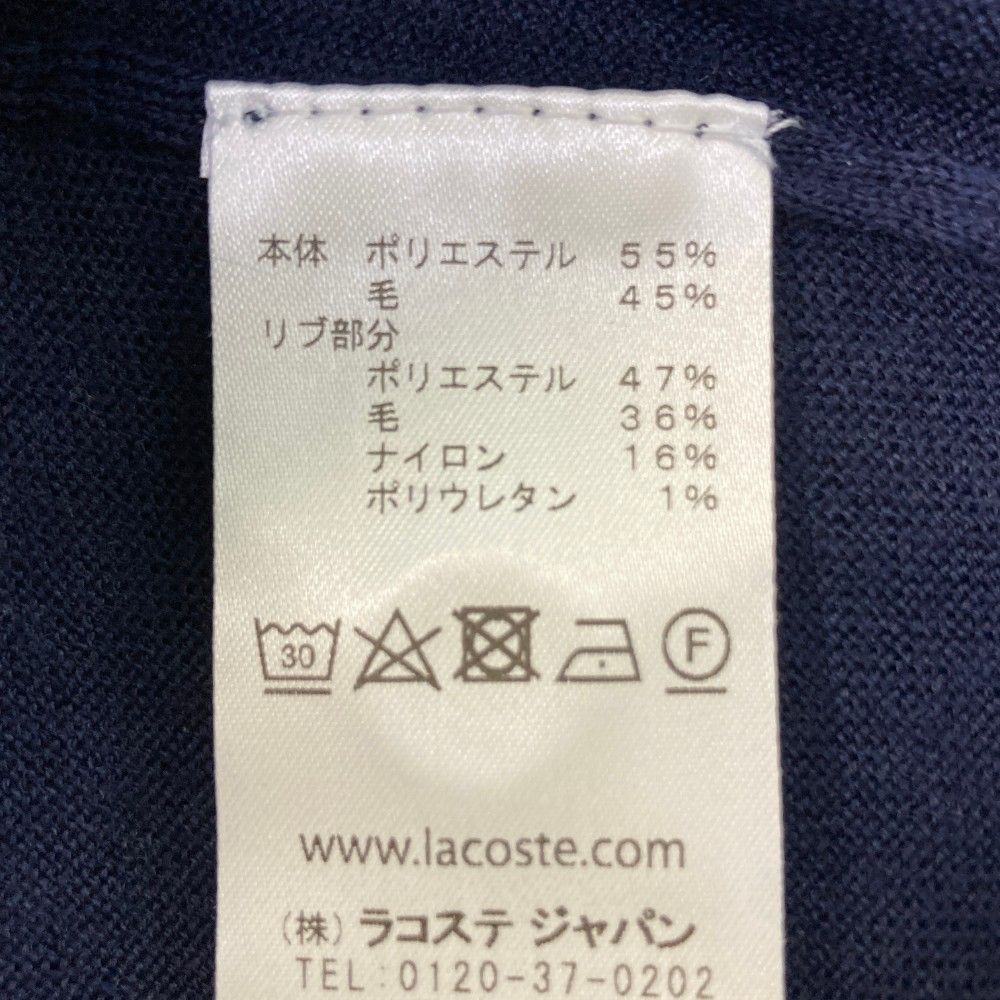 本体 ポリエステル 55%
毛 45%
リブ部分
ポリエステル 47%
毛 36%
ナイロン 16%
ポリウレタン 1%
30 F
www.lacoste.com
(株) ラコステ ジャパン
TEL:0120-37-0202